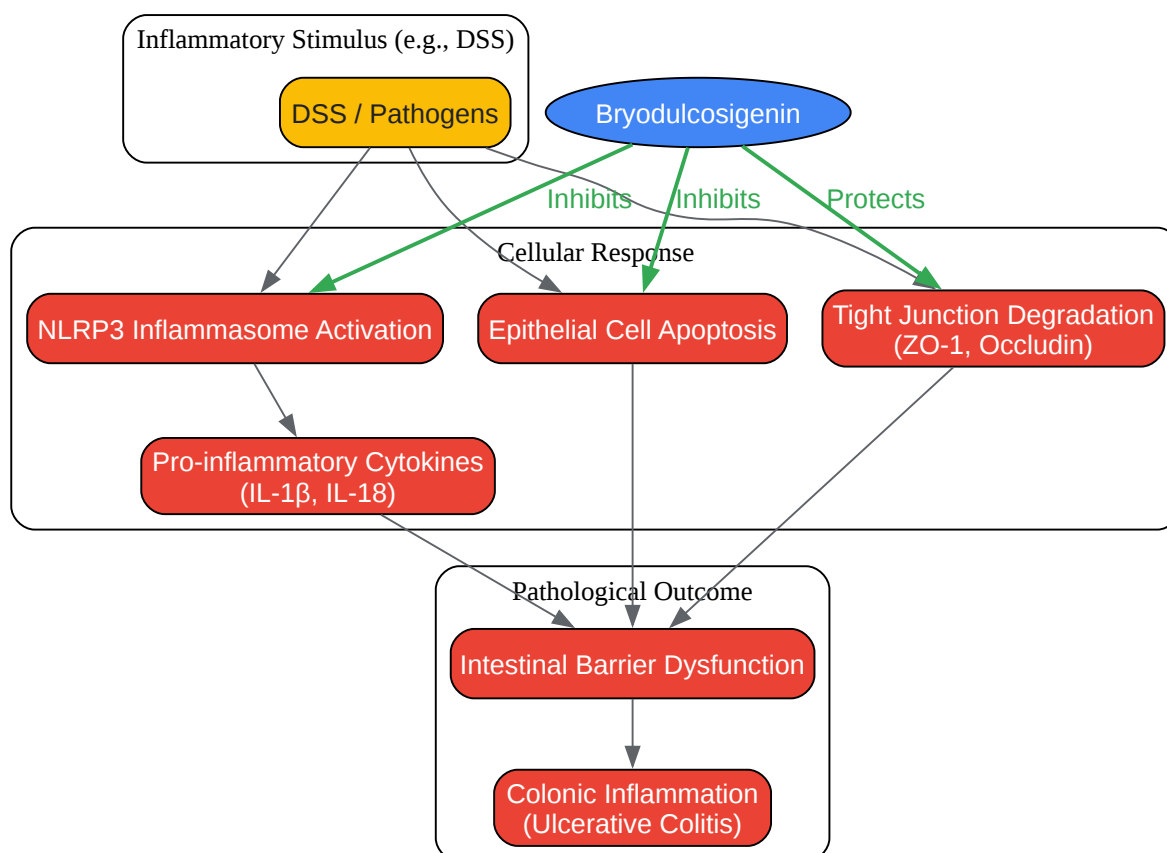 Inflammatory Stimulus (e.g., DSS)
DSS / Pathogens
Bryodulcosigenin
Inhibits
Inhibits
Protects
Cellular Response
NLRP3 Inflammasome Activation
Epithelial Cell Apoptosis
Tight Junction Degradation
(ZO-1, Occludin)
Pro-inflammatory Cytokines
(IL-1β, IL-18)
Pathological Outcome
Intestinal Barrier Dysfunction
Colonic Inflammation
(Ulcerative Colitis)